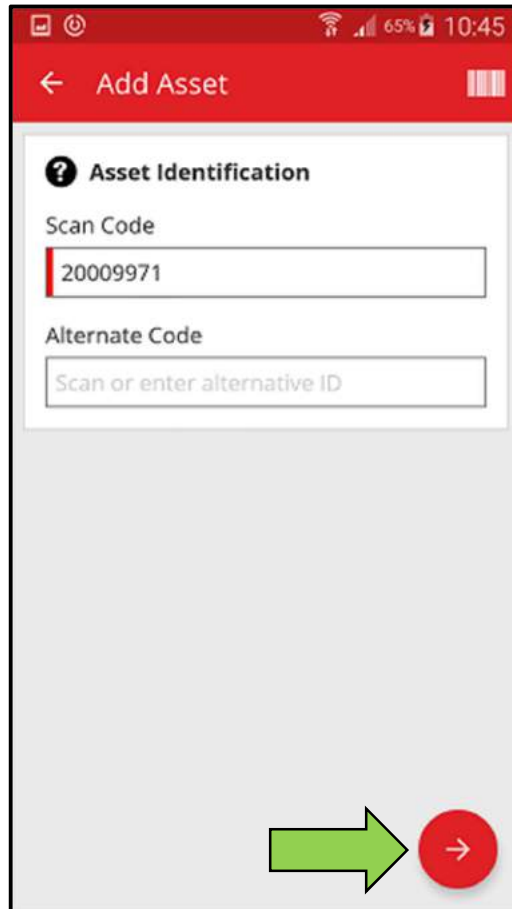 65% 10:45
Add Asset
? Asset Identification
Scan Code
20009971
Alternate Code
Scan or enter alternative ID